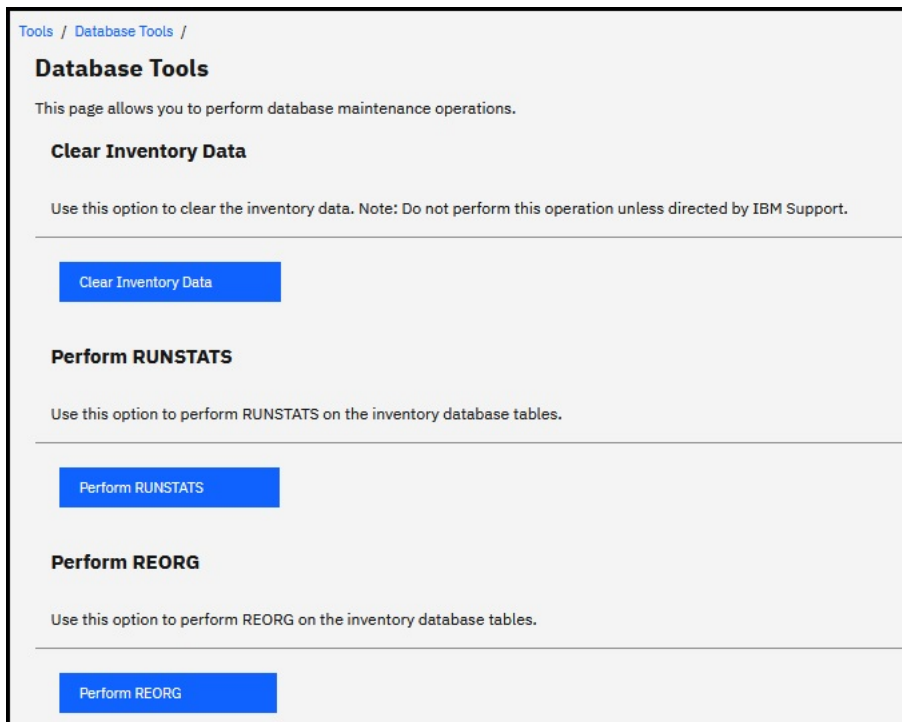 Tools / Database Tools /
Database Tools
This page allows you to perform database maintenance operations.
Clear Inventory Data
Use this option to clear the inventory data. Note: Do not perform this operation unless directed by IBM Support.
Clear Inventory Data
Perform RUNSTATS
Use this option to perform RUNSTATS on the inventory database tables.
Perform RUNSTATS
Perform REORG
Use this option to perform REORG on the inventory database tables.
Perform REORG